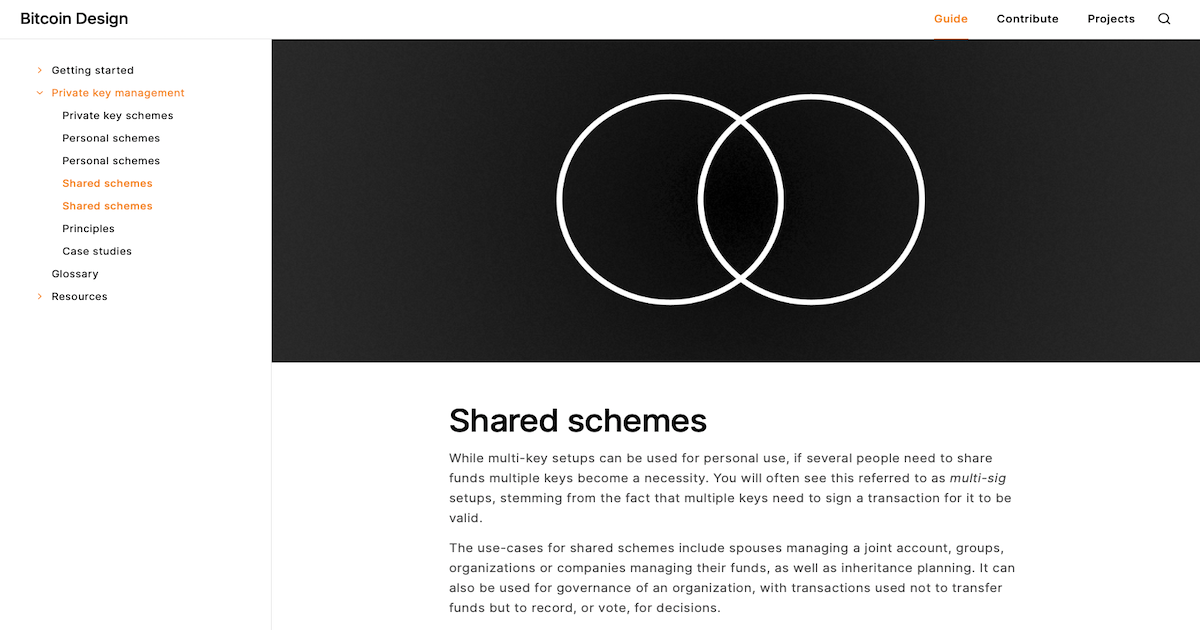 Bitcoin Design
Guide
Contribute
Projects
Getting started
Private key management
Private key schemes
Personal schemes
Personal schemes
Shared schemes
Shared schemes
Principles
Case studies
Glossary
Resources
Shared schemes
While multi-key setups can be used for personal use, if several people need to share
funds multiple keys become a necessity. You will often see this referred to as multi-sig
setups, stemming from the fact that multiple keys need to sign a transaction for it to be
valid.
The use-cases for shared schemes include spouses managing a joint account, groups,
organizations or companies managing their funds, as well as inheritance planning. It can
also be used for governance of an organization, with transactions used not to transfer
funds but to record, or vote, for decisions.